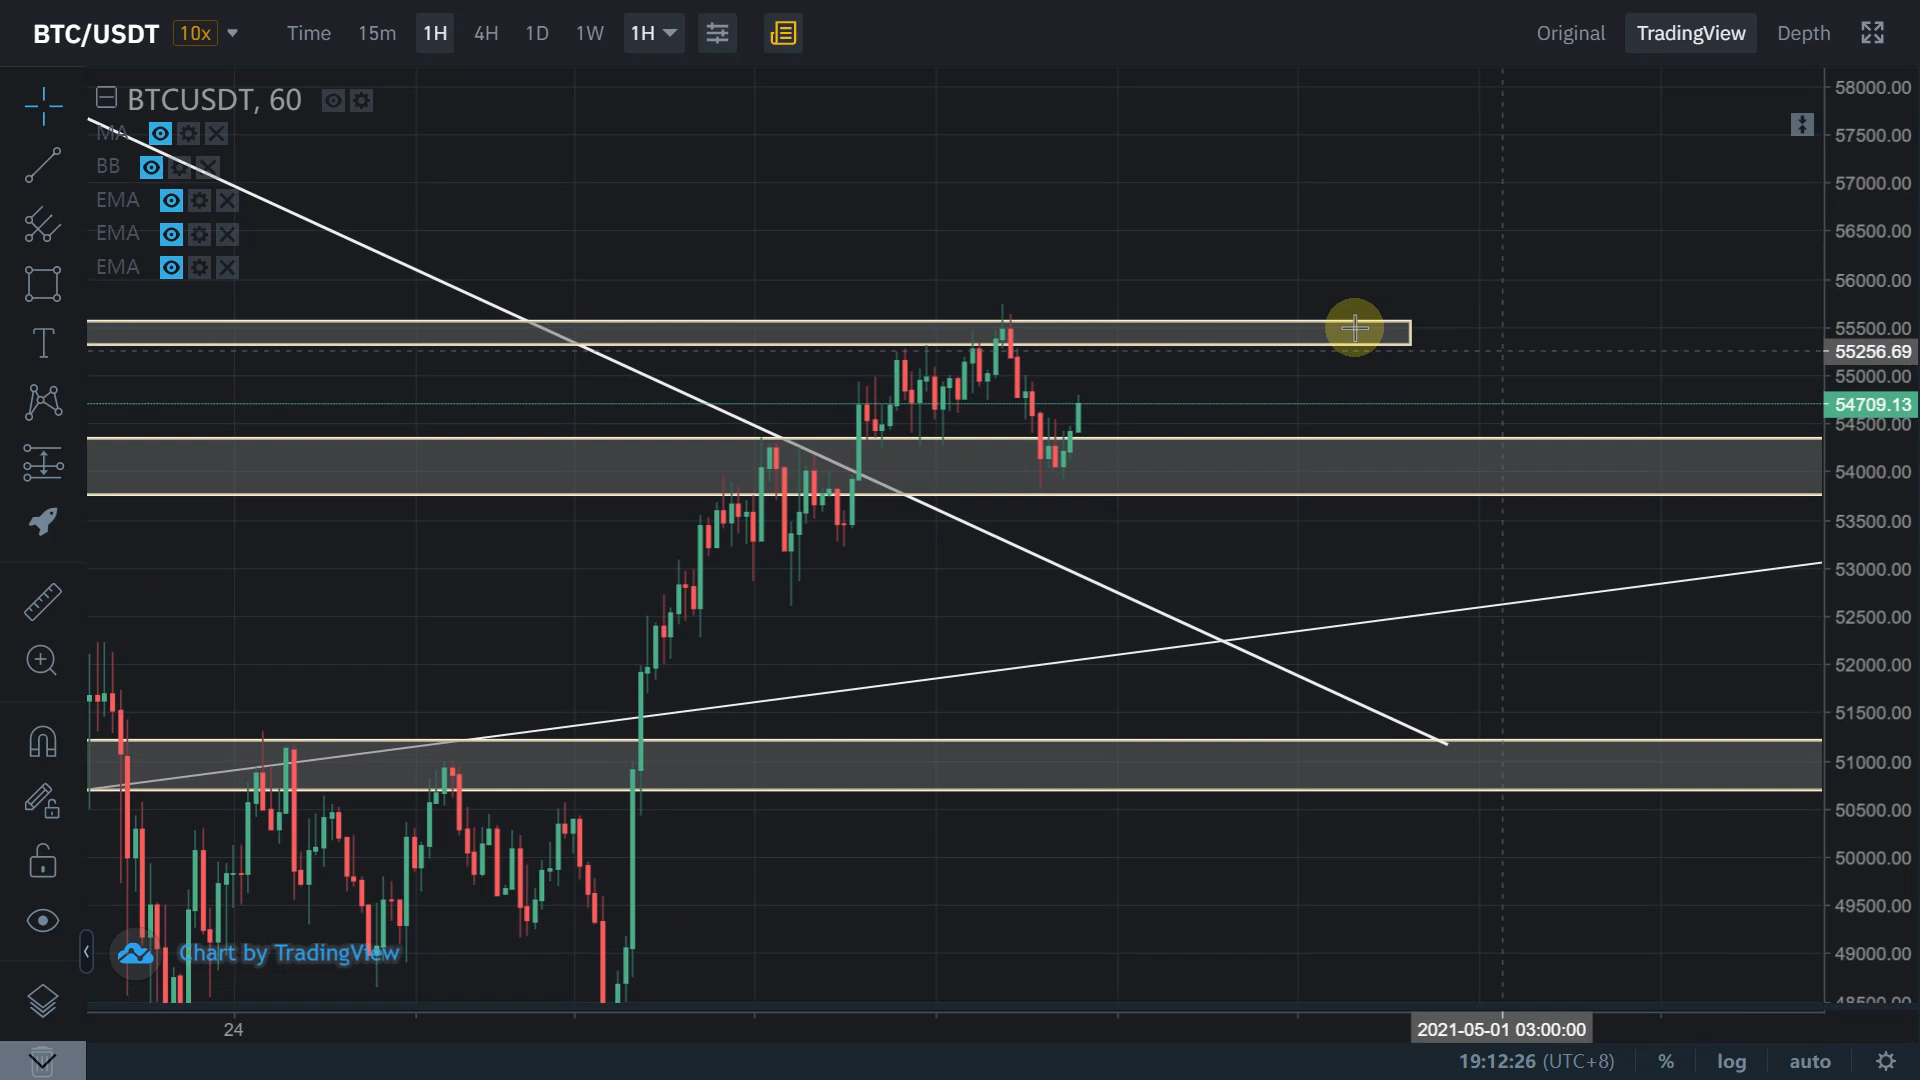 BTC/USDT 10x Time 15m 1H 4H 1D 1W 1H Original TradingView Depth
BTCUSDT, 60
MA
BB
EMA
EMA
EMA
58000.00
57500.00
57000.00
56500.00
56000.00
55500.00
55256.69
55000.00
54709.13
54500.00
54000.00
53500.00
53000.00
52500.00
52000.00
51500.00
51000.00
50500.00
50000.00
49500.00
49000.00
48500.00
Chart by TradingView
24
2021-05-01 03:00:00
19:12:26 (UTC+8) % log auto